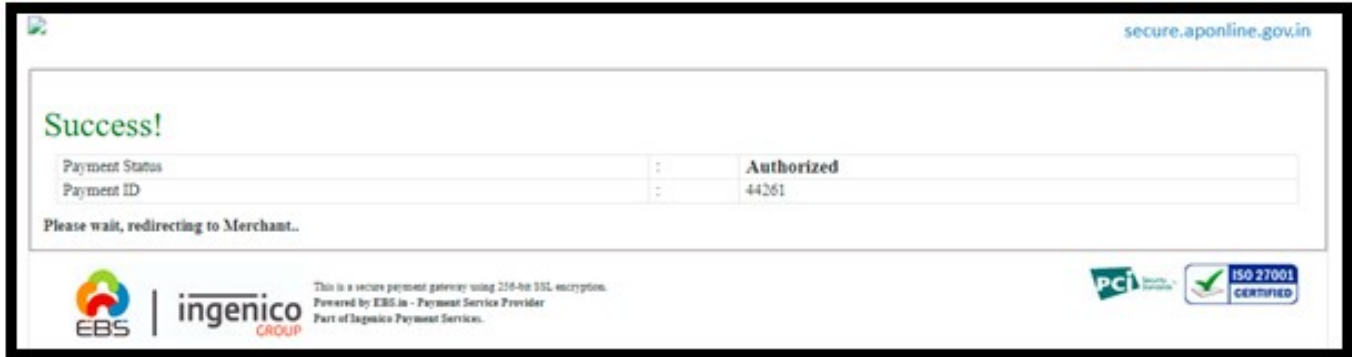 secure.aponline.gov.in
Success!
Payment Status : Authorized
Payment ID : 44261
Please wait, redirecting to Merchant..
This is a secure payment gateway using 256-bit SSL encryption.
Powered by EBS.in - Payment Service Provider
Part of Ingenico Payment Services.
EBS
ingenico
GROUP
PCI Security
Standards
ISO 27001
CERTIFIED